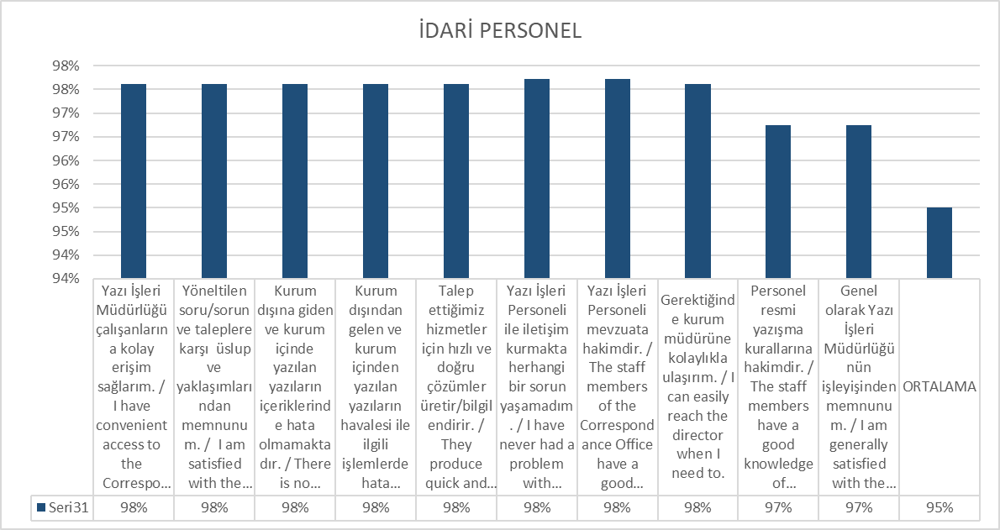 İDARİ PERSONEL
98%
98%
97%
97%
96%
96%
95%
95%
94%
94%
Yazı İşleri
Müdürlüğü
çalışanların
a kolay
erişim
sağlarım. /
I have
convenient
access to
the
Correspo…
Yöneltilen
soru/sorun
ve taleplere
karşı üslup
ve
yaklaşımları
ndan
memnunu
m. / I am
satisfied
with the…
Kurum
dışına giden
ve kurum
içinde
yazılan
yazıların
içeriklerind
e hata
olmamakta
dır. / There
is no…
Kurum
dışından
gelen ve
kurum
içinden
yazılan
yazıların
havalesi ile
ilgili
işlemlerde
hata…
Talep
ettiğimiz
hizmetler
için hızlı ve
doğru
çözümler
üretir/bilgil
endirir. /
They
produce
quick and…
Yazı İşleri
Personeli
ile iletişim
kurmakta
herhangi
bir sorun
yaşamadım
. / I have
never had a
problem
with…
Yazı İşleri
Personeli
mevzuata
hakimdir. /
The staff
members
of the
Correspond
ance Office
have a
good…
Gerektiğind
e kurum
müdürüne
kolaylıkla
ulaşırım. / I
can easily
reach the
director
when I
need to.
Personel
resmi
yazışma
kurallarına
hakimdir. /
The staff
members
have a
good
knowledge
of…
Genel
olarak Yazı
İşleri
Müdürlüğü
nün
işleyişinden
memnunu
m. / I am
generally
satisfied
with the…
ORTALAMA
Seri31 98% 98% 98% 98% 98% 98% 98% 98% 97% 97% 95%